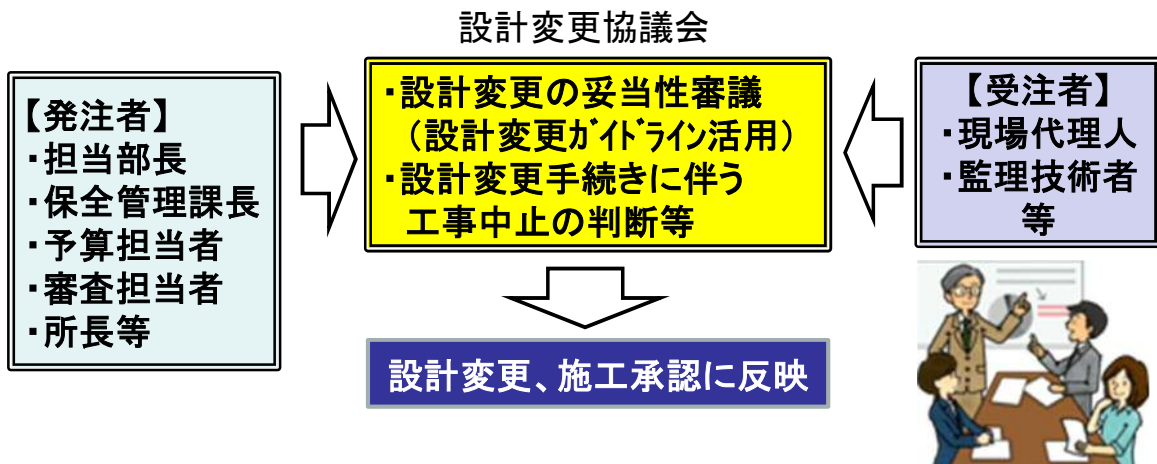 設計変更協議会
【発注者】
・担当部長
・保全管理課長
・予算担当者
・審査担当者
・所長等
・設計変更の妥当性審議
（設計変更ｶﾞｲﾄﾞﾗｲﾝ活用）
・設計変更手続きに伴う
工事中止の判断等
【受注者】
・現場代理人
・監理技術者
等
設計変更、施工承認に反映